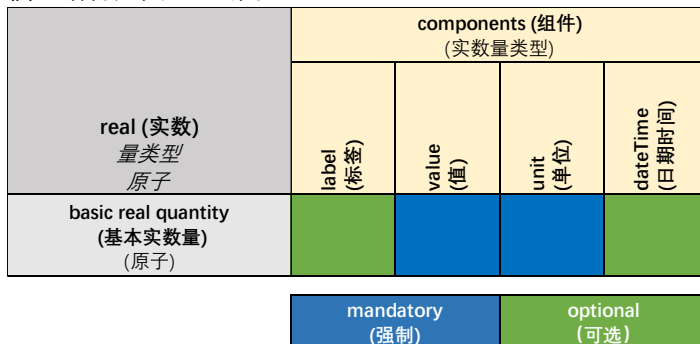 components (组件)
(实数量类型)
real (实数)
量类型
原子
label
(标签)
value
(值)
unit
(单位)
dateTime
(日期时间)
basic real quantity
(基本实数量)
(原子)
mandatory
(强制)
optional
(可选)